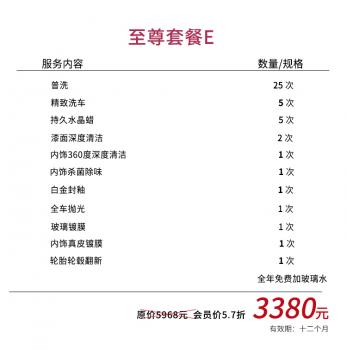 至尊套餐E
服务内容 数量/规格
普洗 25 次
精致洗车 5 次
持久水晶蜡 5 次
漆面深度清洁 2 次
内饰360度深度清洁 1 次
内饰杀菌除味 1 次
白金封釉 1 次
全车抛光 1 次
玻璃镀膜 1 次
内饰真皮镀膜 1 次
轮胎轮毂翻新 1 次
全年免费加玻璃水
原价5968元 会员价5.7折 3380元
有效期：十二个月